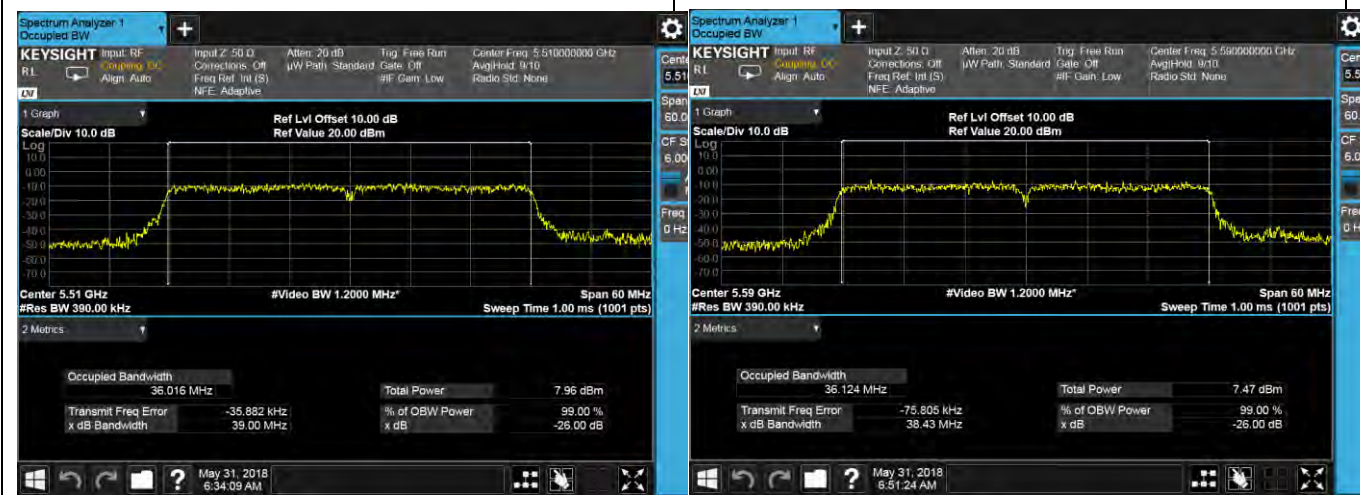 Spectrum Analyzer 1
Occupied BW
KEYSIGHT
Input: RF
Coupling: DC
Align: Auto
Input Z: 50 Ω
Corrections: Off
Freq Ref: Int (S)
NFE: Adaptive
Atten: 20 dB
µW Path: Standard
Trig: Free Run
Gate: Off
#IF Gain: Low
Center Freq: 5.510000000 GHz
Avg|Hold: 9/10
Radio Std: None
RL
LXI
1 Graph
Scale/Div 10.0 dB
Ref Lvl Offset 10.00 dB
Ref Value 20.00 dBm
Log
10.0
0.00
-10.0
-20.0
-30.0
-40.0
-50.0
-60.0
-70.0
Center 5.51 GHz
#Res BW 390.00 kHz
#Video BW 1.2000 MHz*
Span 60 MHz
Sweep Time 1.00 ms (1001 pts)
2 Metrics
Occupied Bandwidth
36.016 MHz
Transmit Freq Error -35.882 kHz
x dB Bandwidth 39.00 MHz
Total Power 7.96 dBm
% of OBW Power 99.00 %
x dB -26.00 dB
?
May 31, 2018
6:34:09 AM
Spectrum Analyzer 1
Occupied BW
KEYSIGHT
Input: RF
Coupling: DC
Align: Auto
Input Z: 50 Ω
Corrections: Off
Freq Ref: Int (S)
NFE: Adaptive
Atten: 20 dB
µW Path: Standard
Trig: Free Run
Gate: Off
#IF Gain: Low
Center Freq: 5.590000000 GHz
Avg|Hold: 9/10
Radio Std: None
RL
LXI
1 Graph
Scale/Div 10.0 dB
Ref Lvl Offset 10.00 dB
Ref Value 20.00 dBm
Log
10.0
0.00
-10.0
-20.0
-30.0
-40.0
-50.0
-60.0
-70.0
Center 5.59 GHz
#Res BW 390.00 kHz
#Video BW 1.2000 MHz*
Span 60 MHz
Sweep Time 1.00 ms (1001 pts)
2 Metrics
Occupied Bandwidth
36.124 MHz
Transmit Freq Error -75.805 kHz
x dB Bandwidth 38.43 MHz
Total Power 7.47 dBm
% of OBW Power 99.00 %
x dB -26.00 dB
?
May 31, 2018
6:51:24 AM